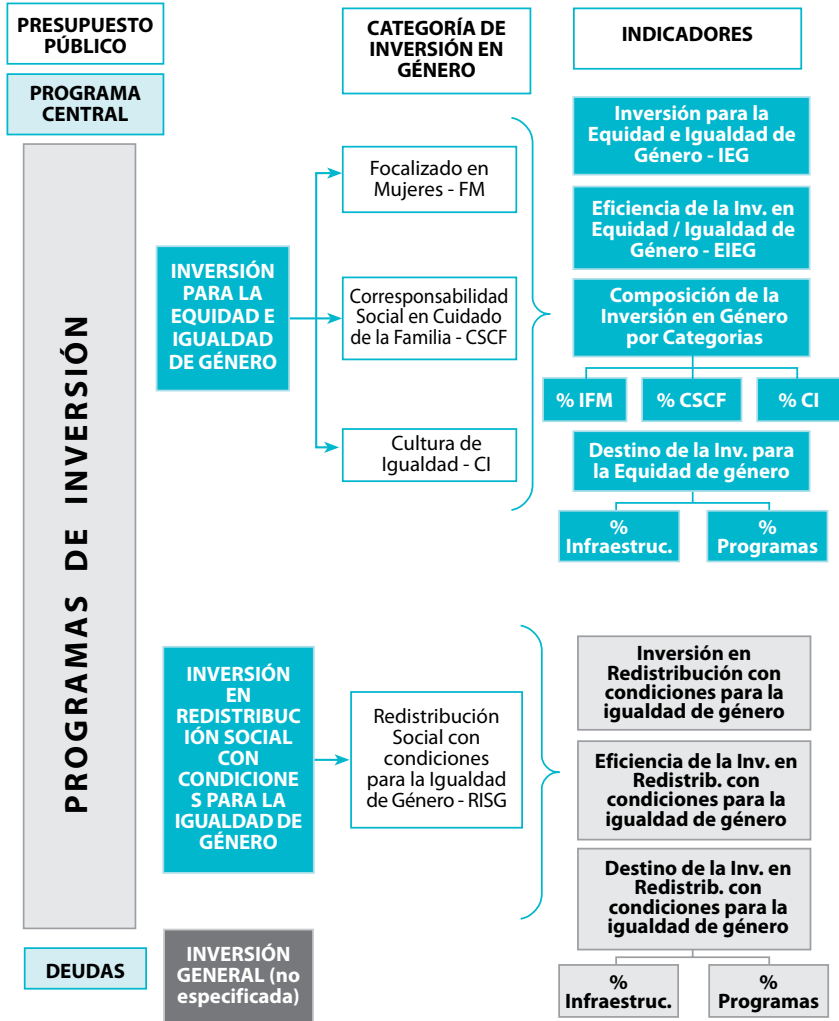 PRESUPUESTO
PÚBLICO
CATEGORÍA DE
INVERSIÓN EN
GÉNERO
INDICADORES
PROGRAMA
CENTRAL
PROGRAMAS DE INVERSIÓN
DEUDAS
INVERSIÓN
PARA LA
EQUIDAD E
IGUALDAD
DE GÉNERO
Focalizado en
Mujeres - FM
Corresponsabilidad
Social en Cuidado
de la Familia - CSCF
Cultura de
Igualdad - CI
Inversión para la
Equidad e Igualdad de
Género - IEG
Eficiencia de la Inv. en
Equidad / Igualdad de
Género - EIEG
Composición de la
Inversión en Género
por Categorias
% IFM
% CSCF
% CI
Destino de la Inv. para
la Equidad de género
%
Infraestruc.
%
Programas
INVERSIÓN
EN
REDISTRIBUC
IÓN SOCIAL
CON
CONDICIONE
S PARA LA
IGUALDAD DE
GÉNERO
Redistribución
Social con
condiciones
para la Igualdad
de Género - RISG
Inversión en
Redistribución con
condiciones para la
igualdad de género
Eficiencia de la Inv. en
Redistrib. con
condiciones para la
igualdad de género
Destino de la Inv. en
Redistrib. con
condiciones para la
igualdad de género
%
Infraestruc.
%
Programas
INVERSIÓN
GENERAL (no
especificada)